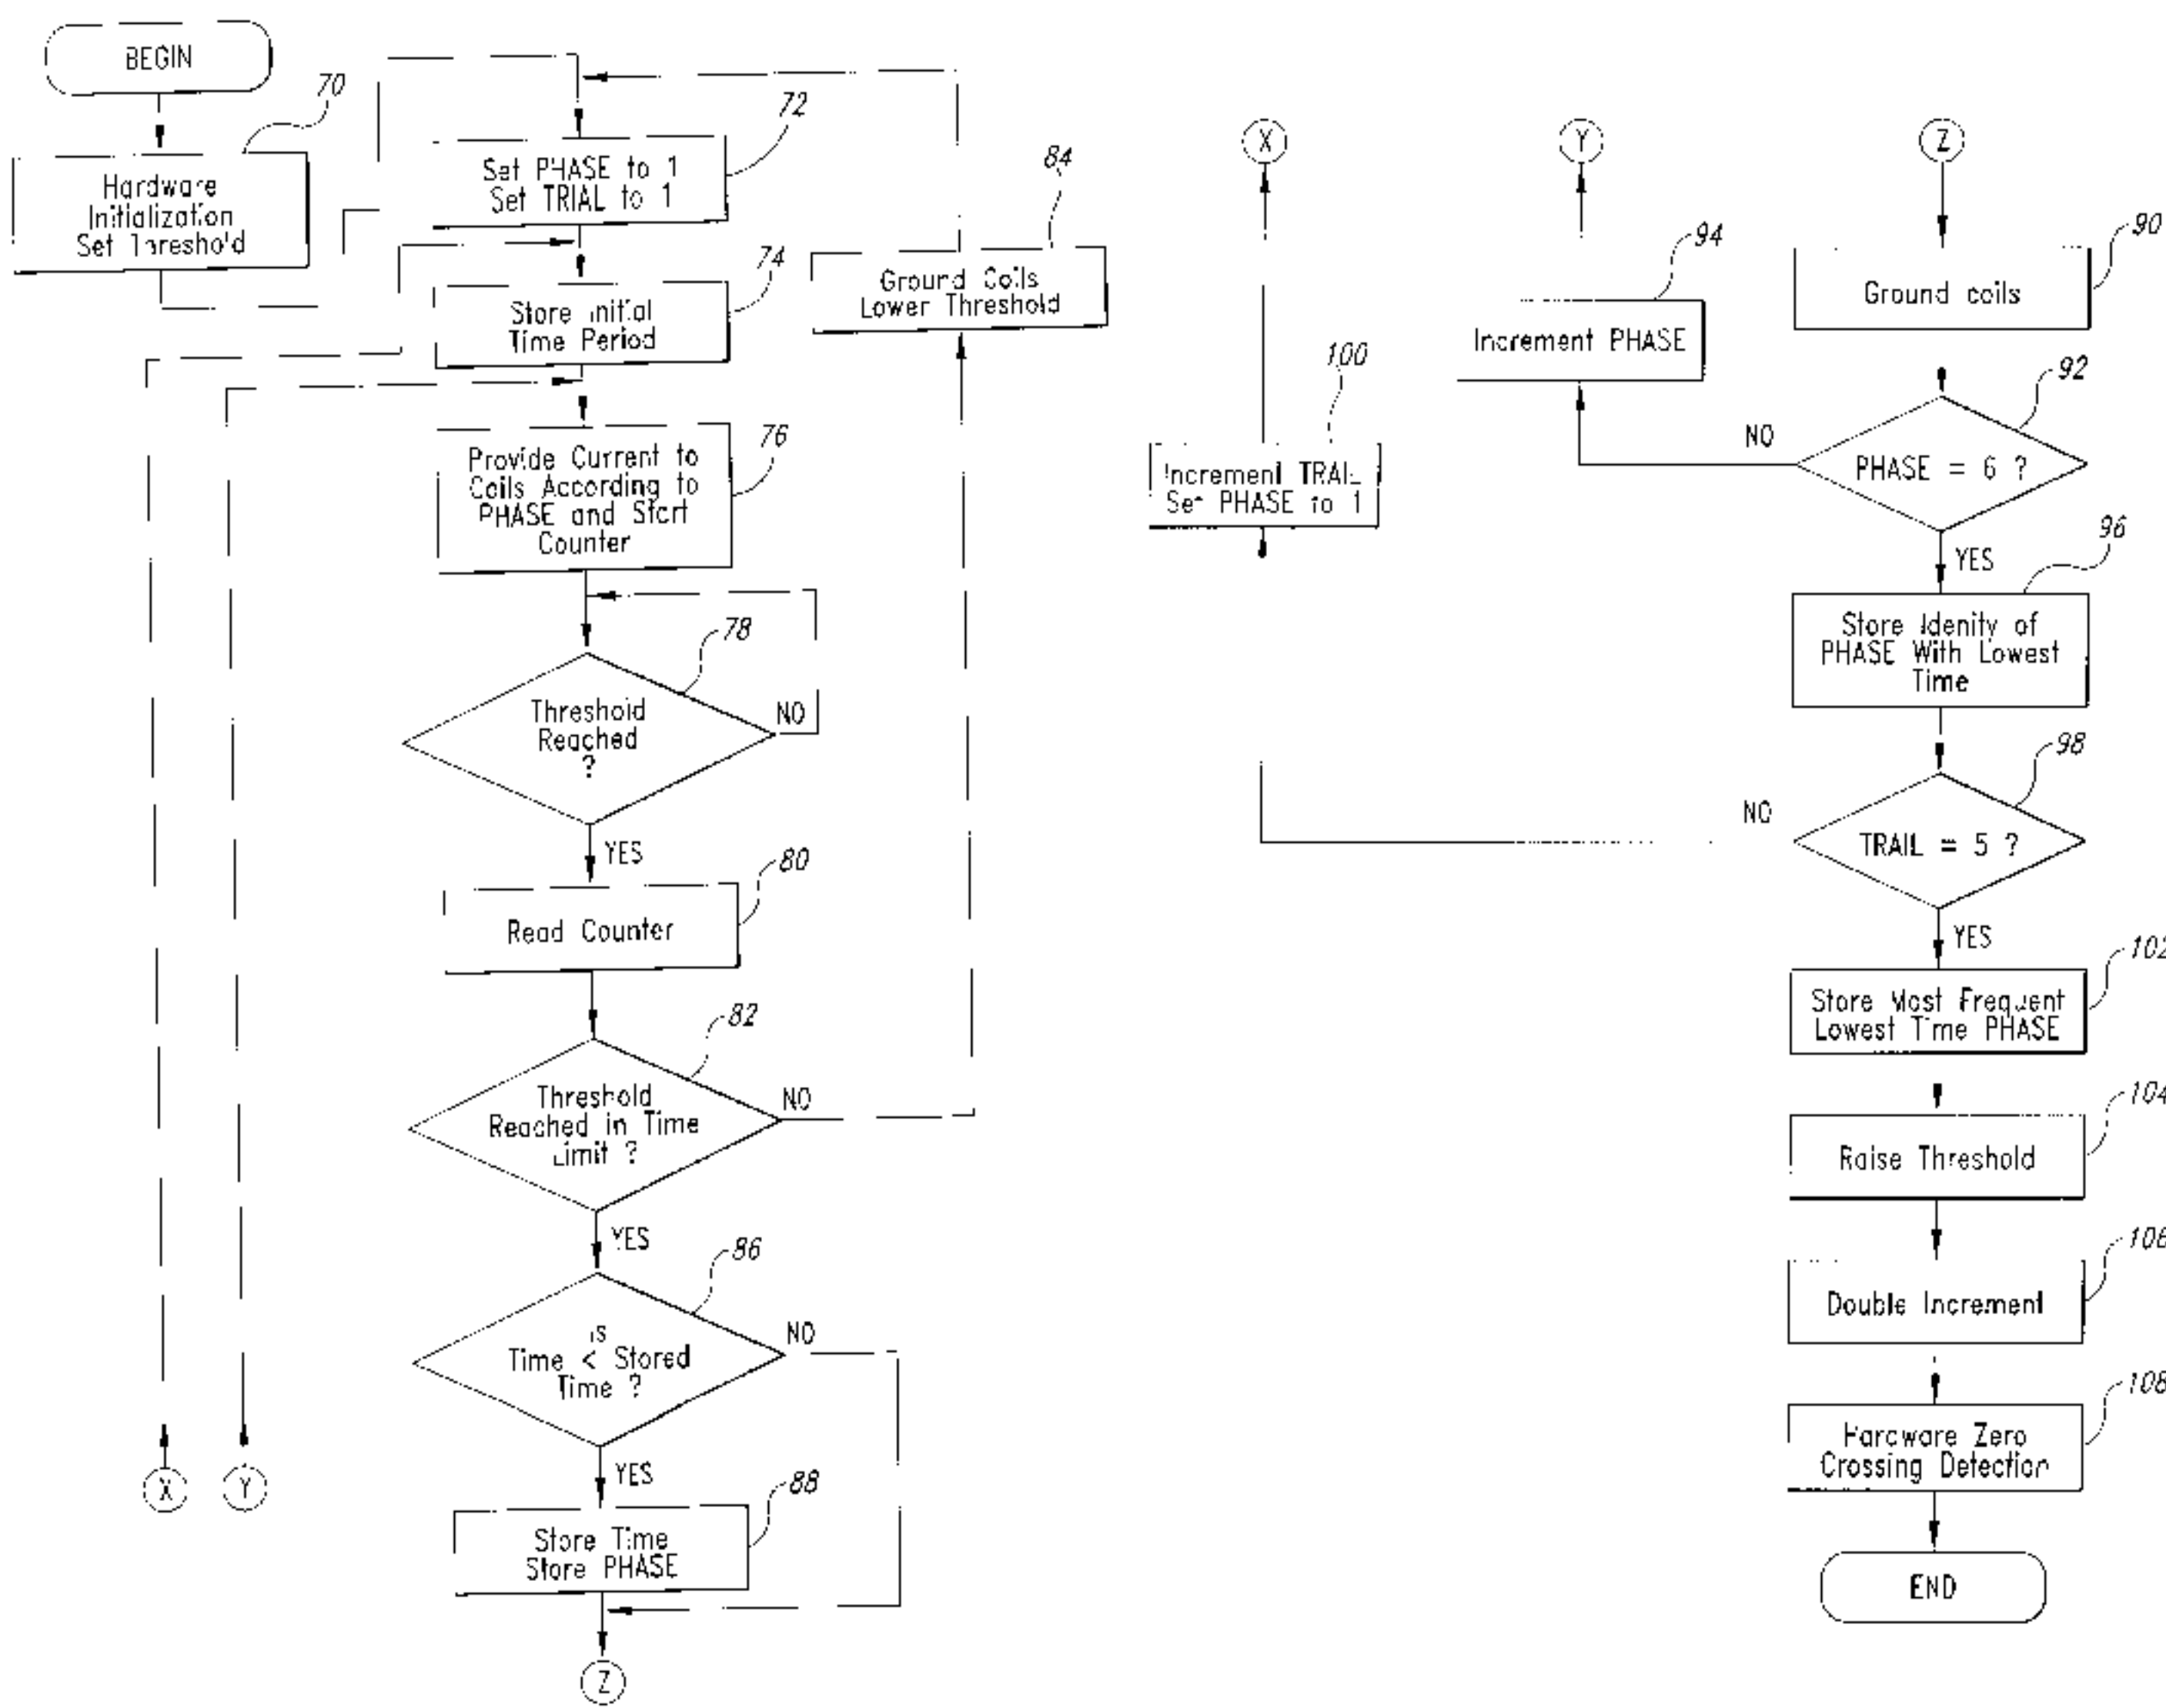 BEGIN
70
Hardware
Initialization
Set Threshold
72
Set PHASE to 1
Set TRIAL to 1
74
Store Initial
Time Period
84
Ground Coils
Lower Threshold
76
Provide Current to
Coils According to
PHASE and Start
Counter
78
Threshold
Reached
?
NO
YES
80
Read Counter
82
Threshold
Reached in Time
Limit ?
NO
YES
86
Is
Time < Stored
Time ?
NO
YES
88
Store Time
Store PHASE
X
Y
Z
X
Y
Z
90
Ground coils
94
Increment PHASE
92
PHASE = 6 ?
NO
YES
100
Increment TRAIL
Set PHASE to 1
96
Store Idenity of
PHASE With Lowest
Time
98
TRAIL = 5 ?
NO
YES
102
Store Most Frequent
Lowest Time PHASE
104
Raise Threshold
106
Double Increment
108
Hardware Zero
Crossing Detection
END